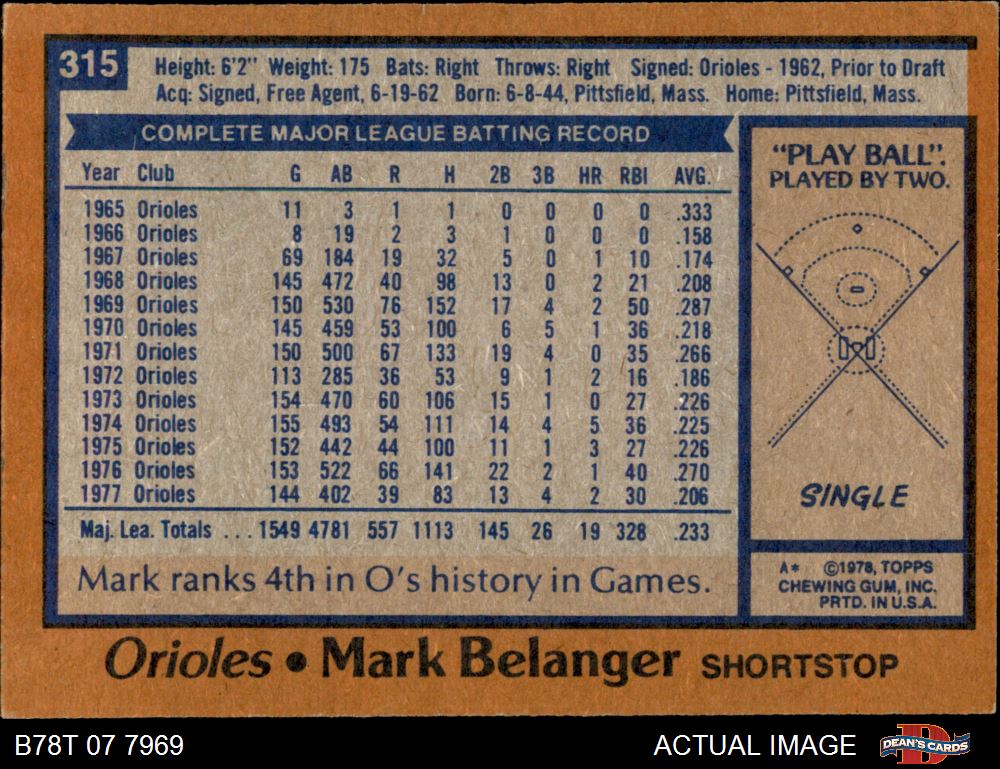 315
Height: 6'2" Weight: 175 Bats: Right Throws: Right Signed: Orioles - 1962, Prior to Draft
Acq: Signed, Free Agent, 6-19-62 Born: 6-8-44, Pittsfield, Mass. Home: Pittsfield, Mass.
COMPLETE MAJOR LEAGUE BATTING RECORD
Year Club G AB R H 2B 3B HR RBI AVG.
1965 Orioles 11 3 1 1 0 0 0 0 .333
1966 Orioles 8 19 2 3 1 0 0 0 .158
1967 Orioles 69 184 19 32 5 0 1 10 .174
1968 Orioles 145 472 40 98 13 0 2 21 .208
1969 Orioles 150 530 76 152 17 4 2 50 .287
1970 Orioles 145 459 53 100 6 5 1 36 .218
1971 Orioles 150 500 67 133 19 4 0 35 .266
1972 Orioles 113 285 36 53 9 1 2 16 .186
1973 Orioles 154 470 60 106 15 1 0 27 .226
1974 Orioles 155 493 54 111 14 4 5 36 .225
1975 Orioles 152 442 44 100 11 1 3 27 .226
1976 Orioles 153 522 66 141 22 2 1 40 .270
1977 Orioles 144 402 39 83 13 4 2 30 .206
Maj. Lea. Totals ... 1549 4781 557 1113 145 26 19 328 .233
Mark ranks 4th in O's history in Games.
"PLAY BALL".
PLAYED BY TWO.
SINGLE
A* ©1978, TOPPS
CHEWING GUM, INC.
PRTD. IN U.S.A.
Orioles • Mark Belanger SHORTSTOP
B78T 07 7969
ACTUAL IMAGE
DEAN'S CARDS